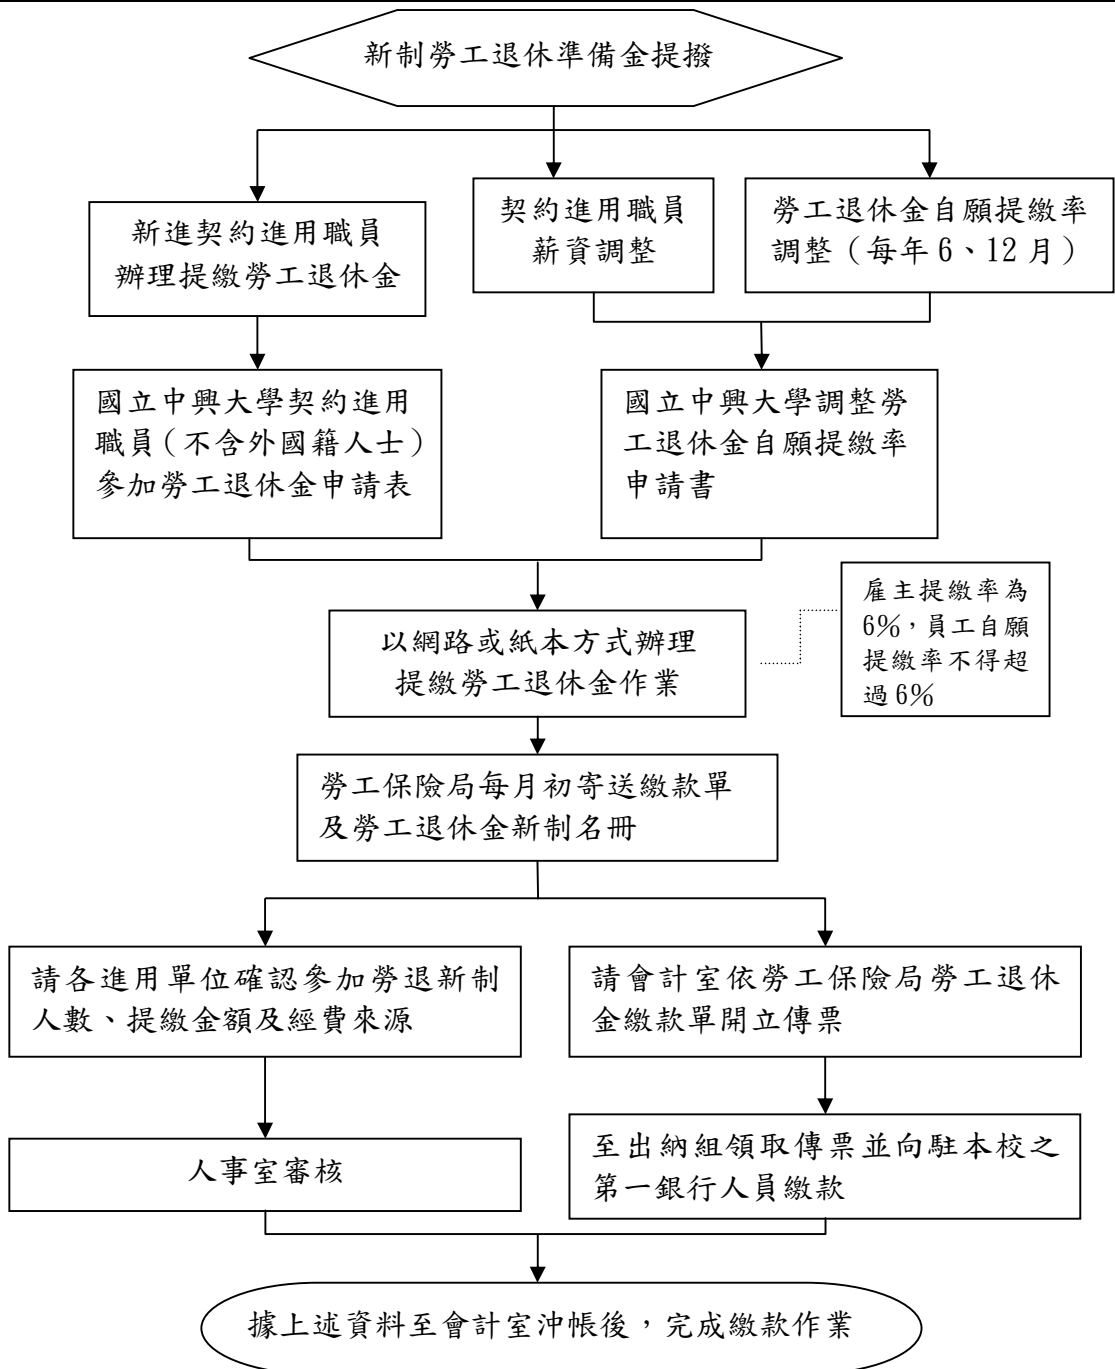 新制勞工退休準備金提撥
新進契約進用職員
辦理提繳勞工退休金
契約進用職員
薪資調整
勞工退休金自願提繳率
調整（每年 6、12 月）
國立中興大學契約進用
職員（不含外國籍人士）
參加勞工退休金申請表
國立中興大學調整勞
工退休金自願提繳率
申請書
以網路或紙本方式辦理
提繳勞工退休金作業
雇主提繳率為
6%，員工自願
提繳率不得超
過 6%
勞工保險局每月初寄送繳款單
及勞工退休金新制名冊
請各進用單位確認參加勞退新制
人數、提繳金額及經費來源
請會計室依勞工保險局勞工退休
金繳款單開立傳票
人事室審核
至出納組領取傳票並向駐本校之
第一銀行人員繳款
據上述資料至會計室沖帳後，完成繳款作業